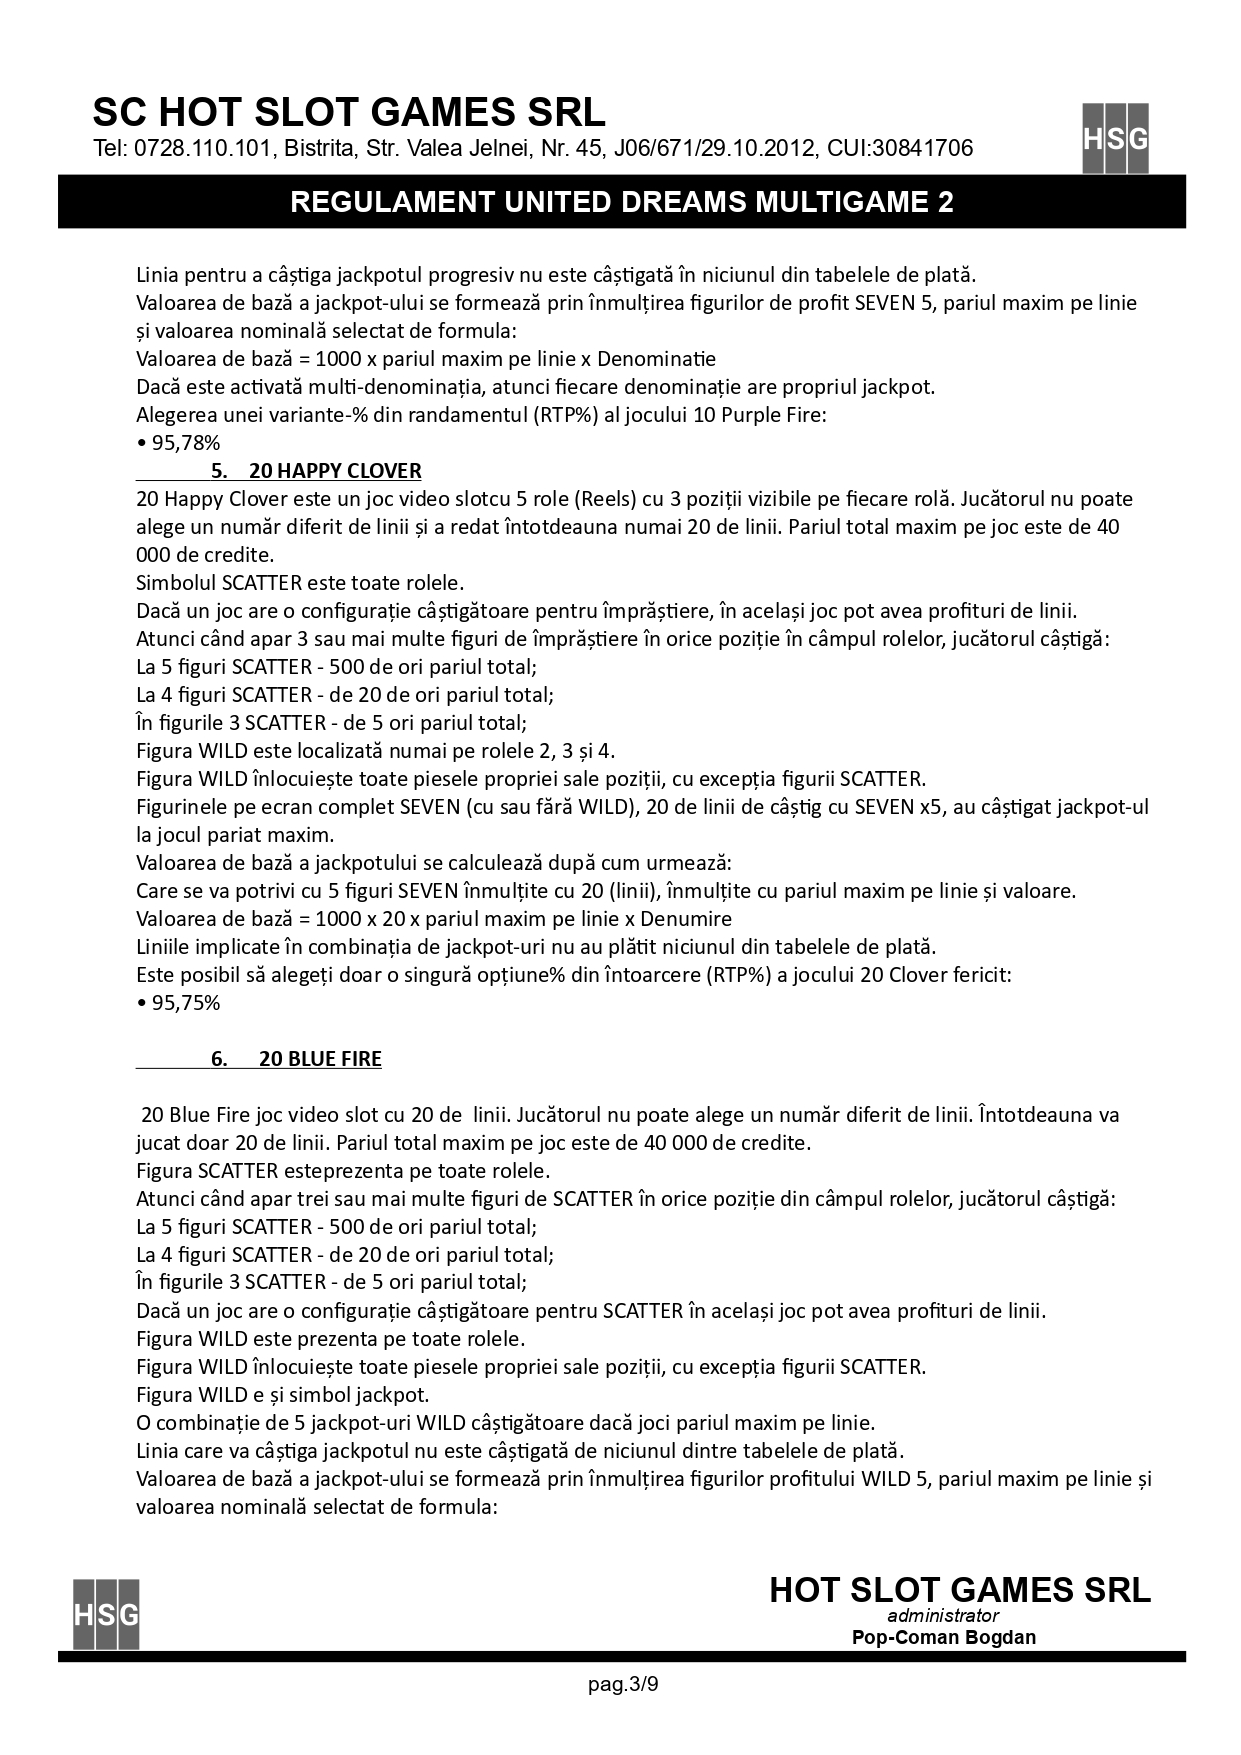 SC HOT SLOT GAMES SRL
Tel: 0728.110.101, Bistrita, Str. Valea Jelnei, Nr. 45, J06/671/29.10.2012, CUI:30841706
HSG
REGULAMENT UNITED DREAMS MULTIGAME 2
Linia pentru a câștiga jackpotul progresiv nu este câștigată în niciunul din tabelele de plată.
Valoarea de bază a jackpot-ului se formează prin înmulțirea figurilor de profit SEVEN 5, pariul maxim pe linie
și valoarea nominală selectat de formula:
Valoarea de bază = 1000 x pariul maxim pe linie x Denominatie
Dacă este activată multi-denominația, atunci fiecare denominație are propriul jackpot.
Alegerea unei variante-% din randamentul (RTP%) al jocului 10 Purple Fire:
• 95,78%
5. 20 HAPPY CLOVER
20 Happy Clover este un joc video slotcu 5 role (Reels) cu 3 poziții vizibile pe fiecare rolă. Jucătorul nu poate
alege un număr diferit de linii și a redat întotdeauna numai 20 de linii. Pariul total maxim pe joc este de 40
000 de credite.
Simbolul SCATTER este toate rolele.
Dacă un joc are o configurație câștigătoare pentru împrăștiere, în același joc pot avea profituri de linii.
Atunci când apar 3 sau mai multe figuri de împrăștiere în orice poziție în câmpul rolelor, jucătorul câștigă:
La 5 figuri SCATTER - 500 de ori pariul total;
La 4 figuri SCATTER - de 20 de ori pariul total;
În figurile 3 SCATTER - de 5 ori pariul total;
Figura WILD este localizată numai pe rolele 2, 3 și 4.
Figura WILD înlocuiește toate piesele propriei sale poziții, cu excepția figurii SCATTER.
Figurinele pe ecran complet SEVEN (cu sau fără WILD), 20 de linii de câștig cu SEVEN x5, au câștigat jackpot-ul
la jocul pariat maxim.
Valoarea de bază a jackpotului se calculează după cum urmează:
Care se va potrivi cu 5 figuri SEVEN înmulțite cu 20 (linii), înmulțite cu pariul maxim pe linie și valoare.
Valoarea de bază = 1000 x 20 x pariul maxim pe linie x Denumire
Liniile implicate în combinația de jackpot-uri nu au plătit niciunul din tabelele de plată.
Este posibil să alegeți doar o singură opțiune% din întoarcere (RTP%) a jocului 20 Clover fericit:
• 95,75%
6. 20 BLUE FIRE
20 Blue Fire joc video slot cu 20 de  linii. Jucătorul nu poate alege un număr diferit de linii. Întotdeauna va
jucat doar 20 de linii. Pariul total maxim pe joc este de 40 000 de credite.
Figura SCATTER esteprezenta pe toate rolele.
Atunci când apar trei sau mai multe figuri de SCATTER în orice poziție din câmpul rolelor, jucătorul câștigă:
La 5 figuri SCATTER - 500 de ori pariul total;
La 4 figuri SCATTER - de 20 de ori pariul total;
În figurile 3 SCATTER - de 5 ori pariul total;
Dacă un joc are o configurație câștigătoare pentru SCATTER în același joc pot avea profituri de linii.
Figura WILD este prezenta pe toate rolele.
Figura WILD înlocuiește toate piesele propriei sale poziții, cu excepția figurii SCATTER.
Figura WILD e și simbol jackpot.
O combinație de 5 jackpot-uri WILD câștigătoare dacă joci pariul maxim pe linie.
Linia care va câștiga jackpotul nu este câștigată de niciunul dintre tabelele de plată.
Valoarea de bază a jackpot-ului se formează prin înmulțirea figurilor profitului WILD 5, pariul maxim pe linie și
valoarea nominală selectat de formula:
HSG
HOT SLOT GAMES SRL
administrator
Pop-Coman Bogdan
pag.3/9